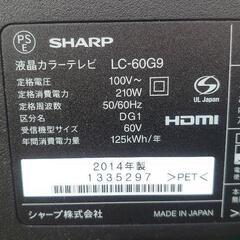 PS
E
SHARP
液晶カラーテレビ LC-60G9
定格電圧: 100V~
定格消費電力: 210W
定格周波数: 50/60Hz
区分名: DG1
受信機型サイズ: 60V
年間消費電力量: 125kWh/年
UL
UL Japan
HDMI
2014年製
1335297
>PET<
シャープ株式会社
MADE IN JAPAN